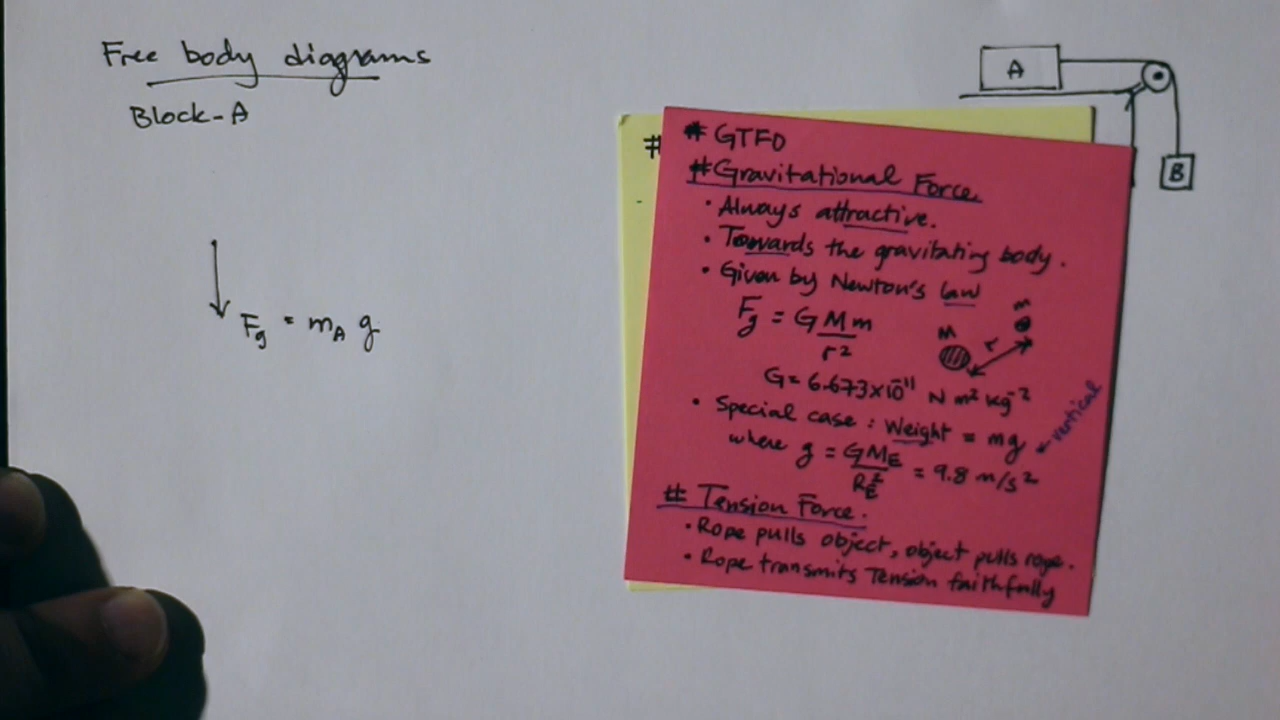 Free body diagrams
Block-A
Fg = mA g
A
B
#
# GTFO
#Gravitational Force
• Always attractive.
• Towards the gravitating body.
• Given by Newton's law
Fg = G Mm
r2
M r m
G = 6.673×10-11 N m2 kg-2
• Special case : Weight = mg ← vertical
where g = GME = 9.8 m/s2
RE2
# Tension Force.
• Rope pulls object, object pulls rope.
• Rope transmits Tension faithfully